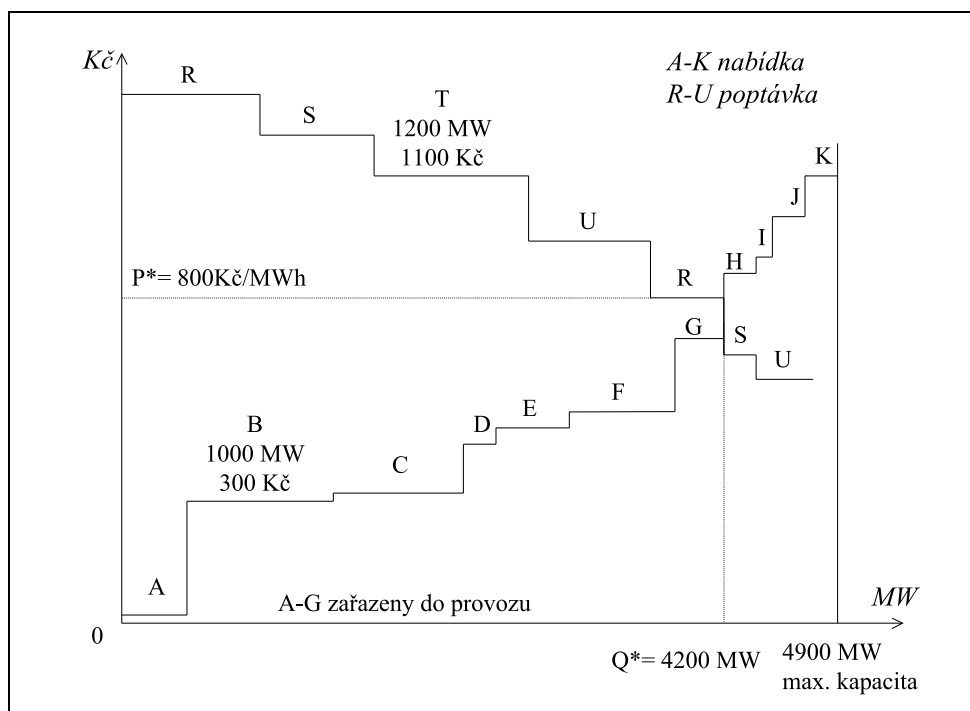 Kč
A-K nabídka
R-U poptávka
R
S
T
1200 MW
1100 Kč
U
K
J
I
H
P*= 800Kč/MWh
R
G
S
U
F
E
D
B
1000 MW
300 Kč
C
A
A-G zařazeny do provozu
MW
0
Q*= 4200 MW
4900 MW
max. kapacita